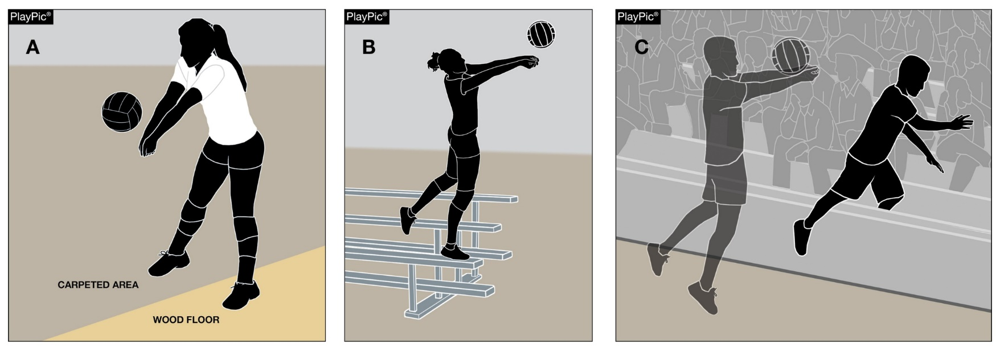 PlayPic®
A
CARPETED AREA
WOOD FLOOR
PlayPic®
B
PlayPic®
C